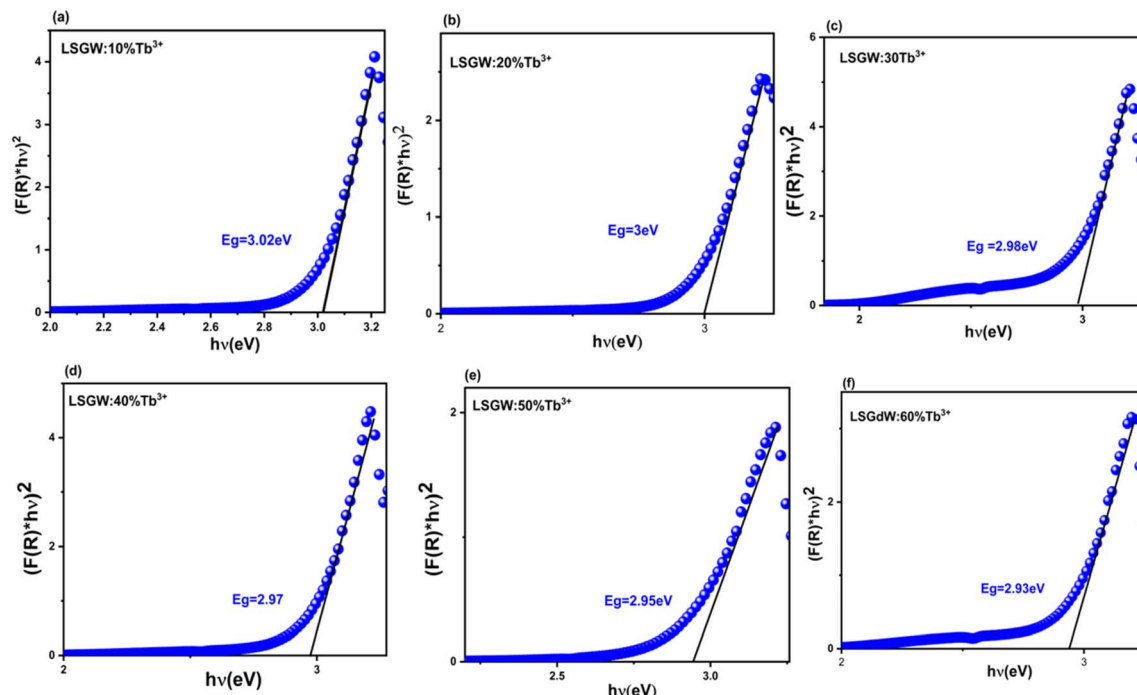 (a)
LSGW:10%Tb³⁺
(F(R)*hν)²
4
3
2
1
0
Eg=3.02eV
2.0 2.2 2.4 2.6 2.8 3.0 3.2
hν(eV)
(b)
LSGW:20%Tb³⁺
(F(R)*hν)²
2
1
0
Eg=3eV
2 3
hν(eV)
(c)
LSGW:30Tb³⁺
(F(R)*hν)²
6
4
2
0
Eg =2.98eV
2 3
hν(eV)
(d)
LSGW:40%Tb³⁺
(F(R)*hν)²
4
2
0
Eg=2.97
2 3
hν(eV)
(e)
LSGW:50%Tb³⁺
(F(R)*hν)²
2
1
0
Eg=2.95eV
2.5 3.0
hν(eV)
(f)
LSGdW:60%Tb³⁺
(F(R)*hν)²
2
0
Eg=2.93eV
2 3
hν(eV)